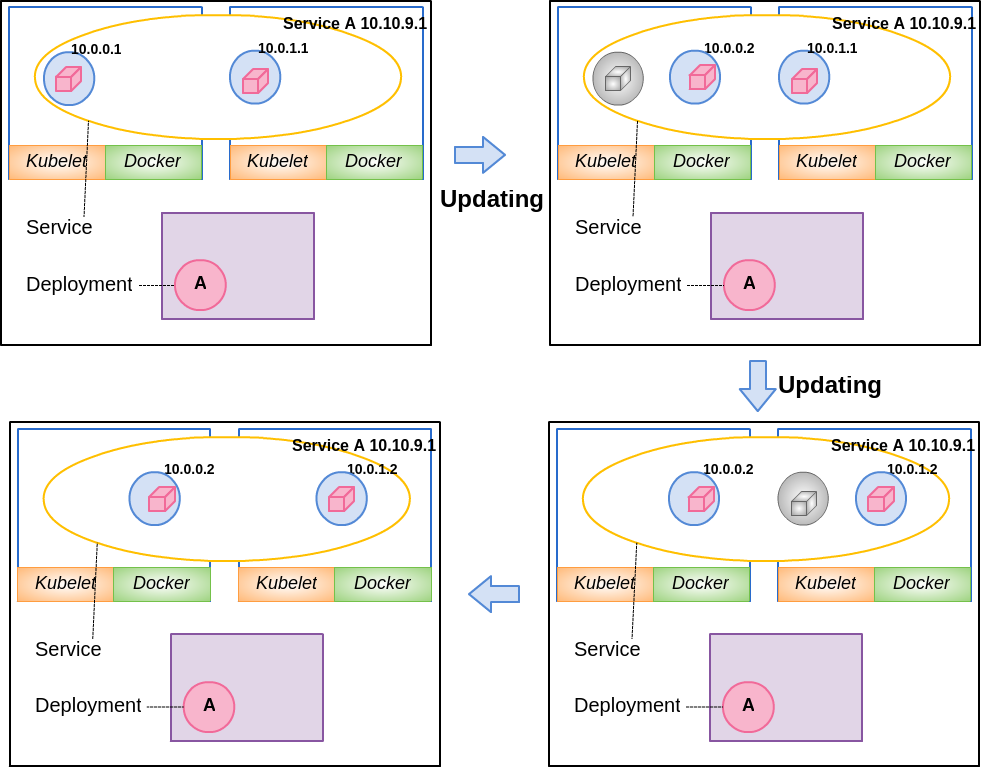 Service A 10.10.9.1
10.0.0.1
10.0.1.1
Kubelet
Docker
Kubelet
Docker
Service
Deployment
A
Updating
Service A 10.10.9.1
10.0.0.2
10.0.1.1
Kubelet
Docker
Kubelet
Docker
Service
Deployment
A
Updating
Service A 10.10.9.1
10.0.0.2
10.0.1.2
Kubelet
Docker
Kubelet
Docker
Service
Deployment
A
Service A 10.10.9.1
10.0.0.2
10.0.1.2
Kubelet
Docker
Kubelet
Docker
Service
Deployment
A